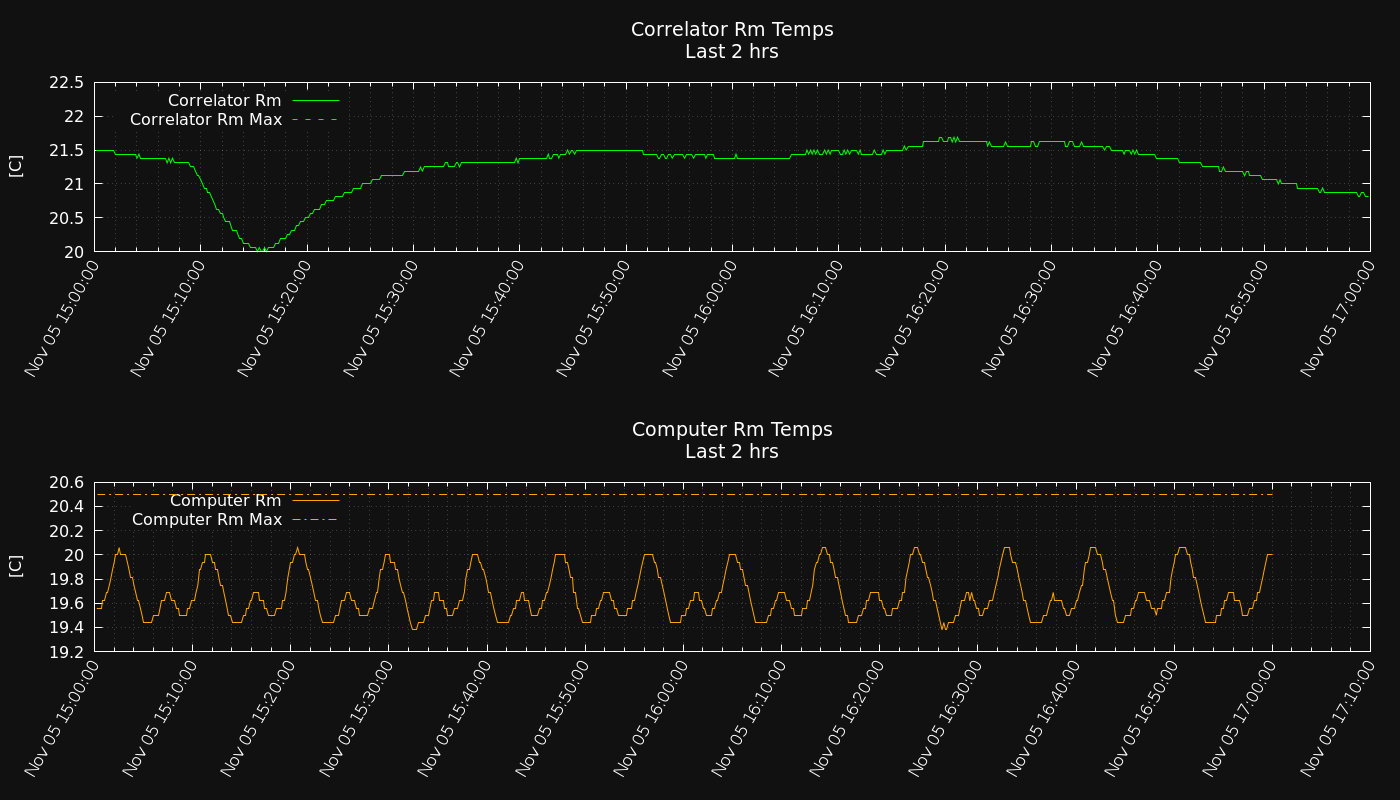 Correlator Rm Temps
Last 2 hrs
22.5
22
21.5
21
20.5
20
[C]
Correlator Rm
Correlator Rm Max
Nov 05 15:00:00
Nov 05 15:10:00
Nov 05 15:20:00
Nov 05 15:30:00
Nov 05 15:40:00
Nov 05 15:50:00
Nov 05 16:00:00
Nov 05 16:10:00
Nov 05 16:20:00
Nov 05 16:30:00
Nov 05 16:40:00
Nov 05 16:50:00
Nov 05 17:00:00
Computer Rm Temps
Last 2 hrs
20.6
20.4
20.2
20
19.8
19.6
19.4
19.2
[C]
Computer Rm
Computer Rm Max
Nov 05 15:00:00
Nov 05 15:10:00
Nov 05 15:20:00
Nov 05 15:30:00
Nov 05 15:40:00
Nov 05 15:50:00
Nov 05 16:00:00
Nov 05 16:10:00
Nov 05 16:20:00
Nov 05 16:30:00
Nov 05 16:40:00
Nov 05 16:50:00
Nov 05 17:00:00
Nov 05 17:10:00